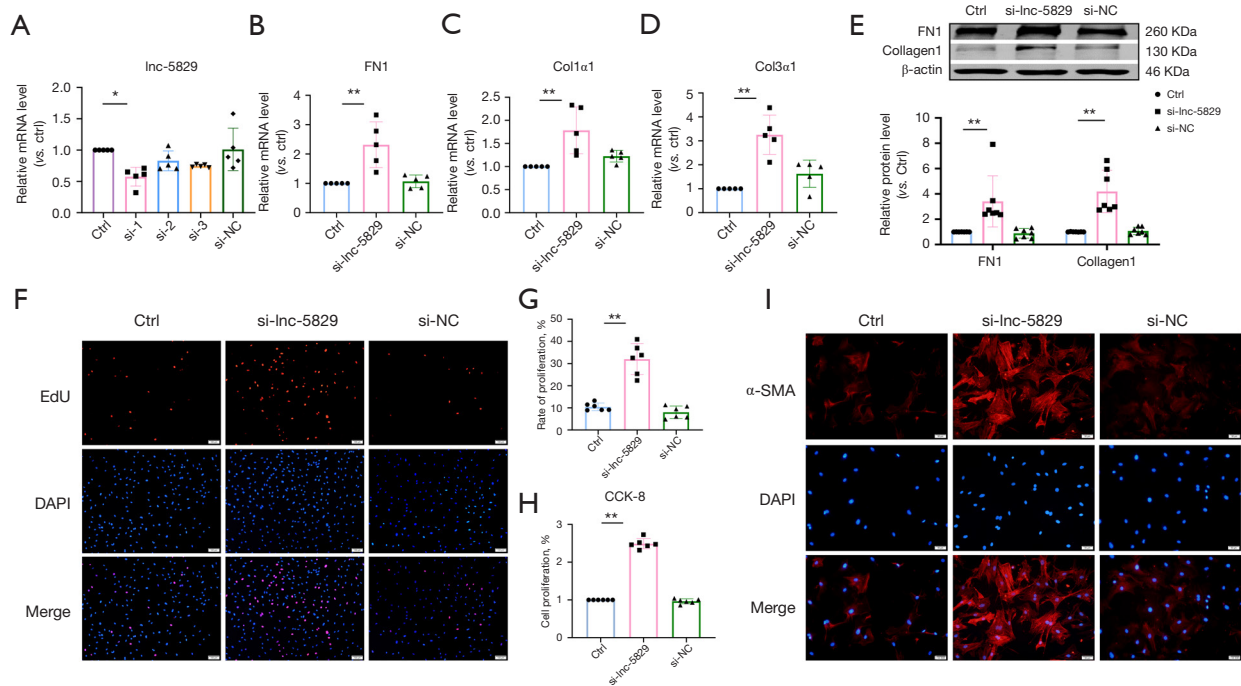 A
lnc-5829
Relative mRNA level
(vs. ctrl)
2.0
1.5
1.0
0.5
0.0
*
Ctrl
si-1
si-2
si-3
si-NC
B
FN1
Relative mRNA level
(vs. ctrl)
4
3
2
1
0
**
Ctrl
si-lnc-5829
si-NC
C
Col1α1
Relative mRNA level
(vs. ctrl)
2.5
2.0
1.5
1.0
0.5
0.0
**
Ctrl
si-lnc-5829
si-NC
D
Col3α1
Relative mRNA level
(vs. ctrl)
5
4
3
2
1
0
**
Ctrl
si-lnc-5829
si-NC
E
Ctrl si-lnc-5829 si-NC
FN1 260 KDa
Collagen1 130 KDa
β-actin 46 KDa
Ctrl
si-lnc-5829
si-NC
Relative protein level
(vs. Ctrl)
10
8
6
4
2
0
** **
FN1 Collagen1
F
Ctrl si-lnc-5829 si-NC
EdU
DAPI
Merge
G
Rate of proliferation, %
50
40
30
20
10
0
**
Ctrl
si-lnc-5829
si-NC
H
CCK-8
Cell proliferation, %
3
2
1
0
**
Ctrl
si-lnc-5829
si-NC
I
Ctrl si-lnc-5829 si-NC
α-SMA
DAPI
Merge